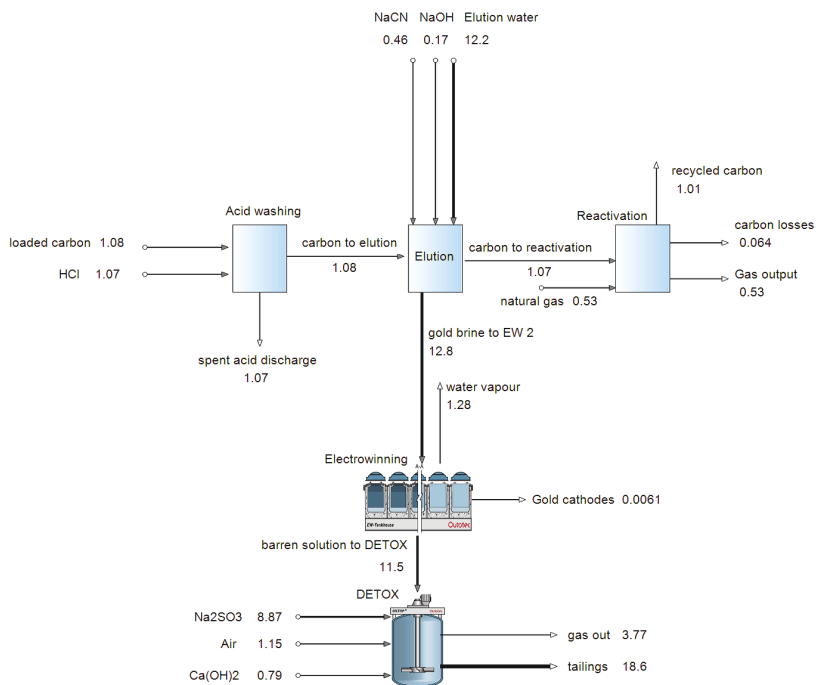 NaCN NaOH Elution water
0.46 0.17 12.2
recycled carbon
1.01
Acid washing
Reactivation
carbon losses
0.064
loaded carbon 1.08
carbon to elution
1.08
Elution
carbon to reactivation
1.07
HCl 1.07
Gas output
0.53
natural gas 0.53
spent acid discharge
1.07
gold brine to EW 2
12.8
water vapour
1.28
Electrowinning
Gold cathodes 0.0061
EW-Tankhouse Outotec
barren solution to DETOX
11.5
DETOX
Na2SO3 8.87
Air 1.15
Ca(OH)2 0.79
gas out 3.77
tailings 18.6